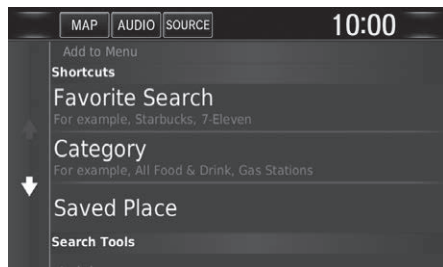 MAP AUDIO SOURCE 10:00
Add to Menu
Shortcuts
Favorite Search
For example, Starbucks, 7-Eleven
Category
For example, All Food & Drink, Gas Stations
Saved Place
Search Tools